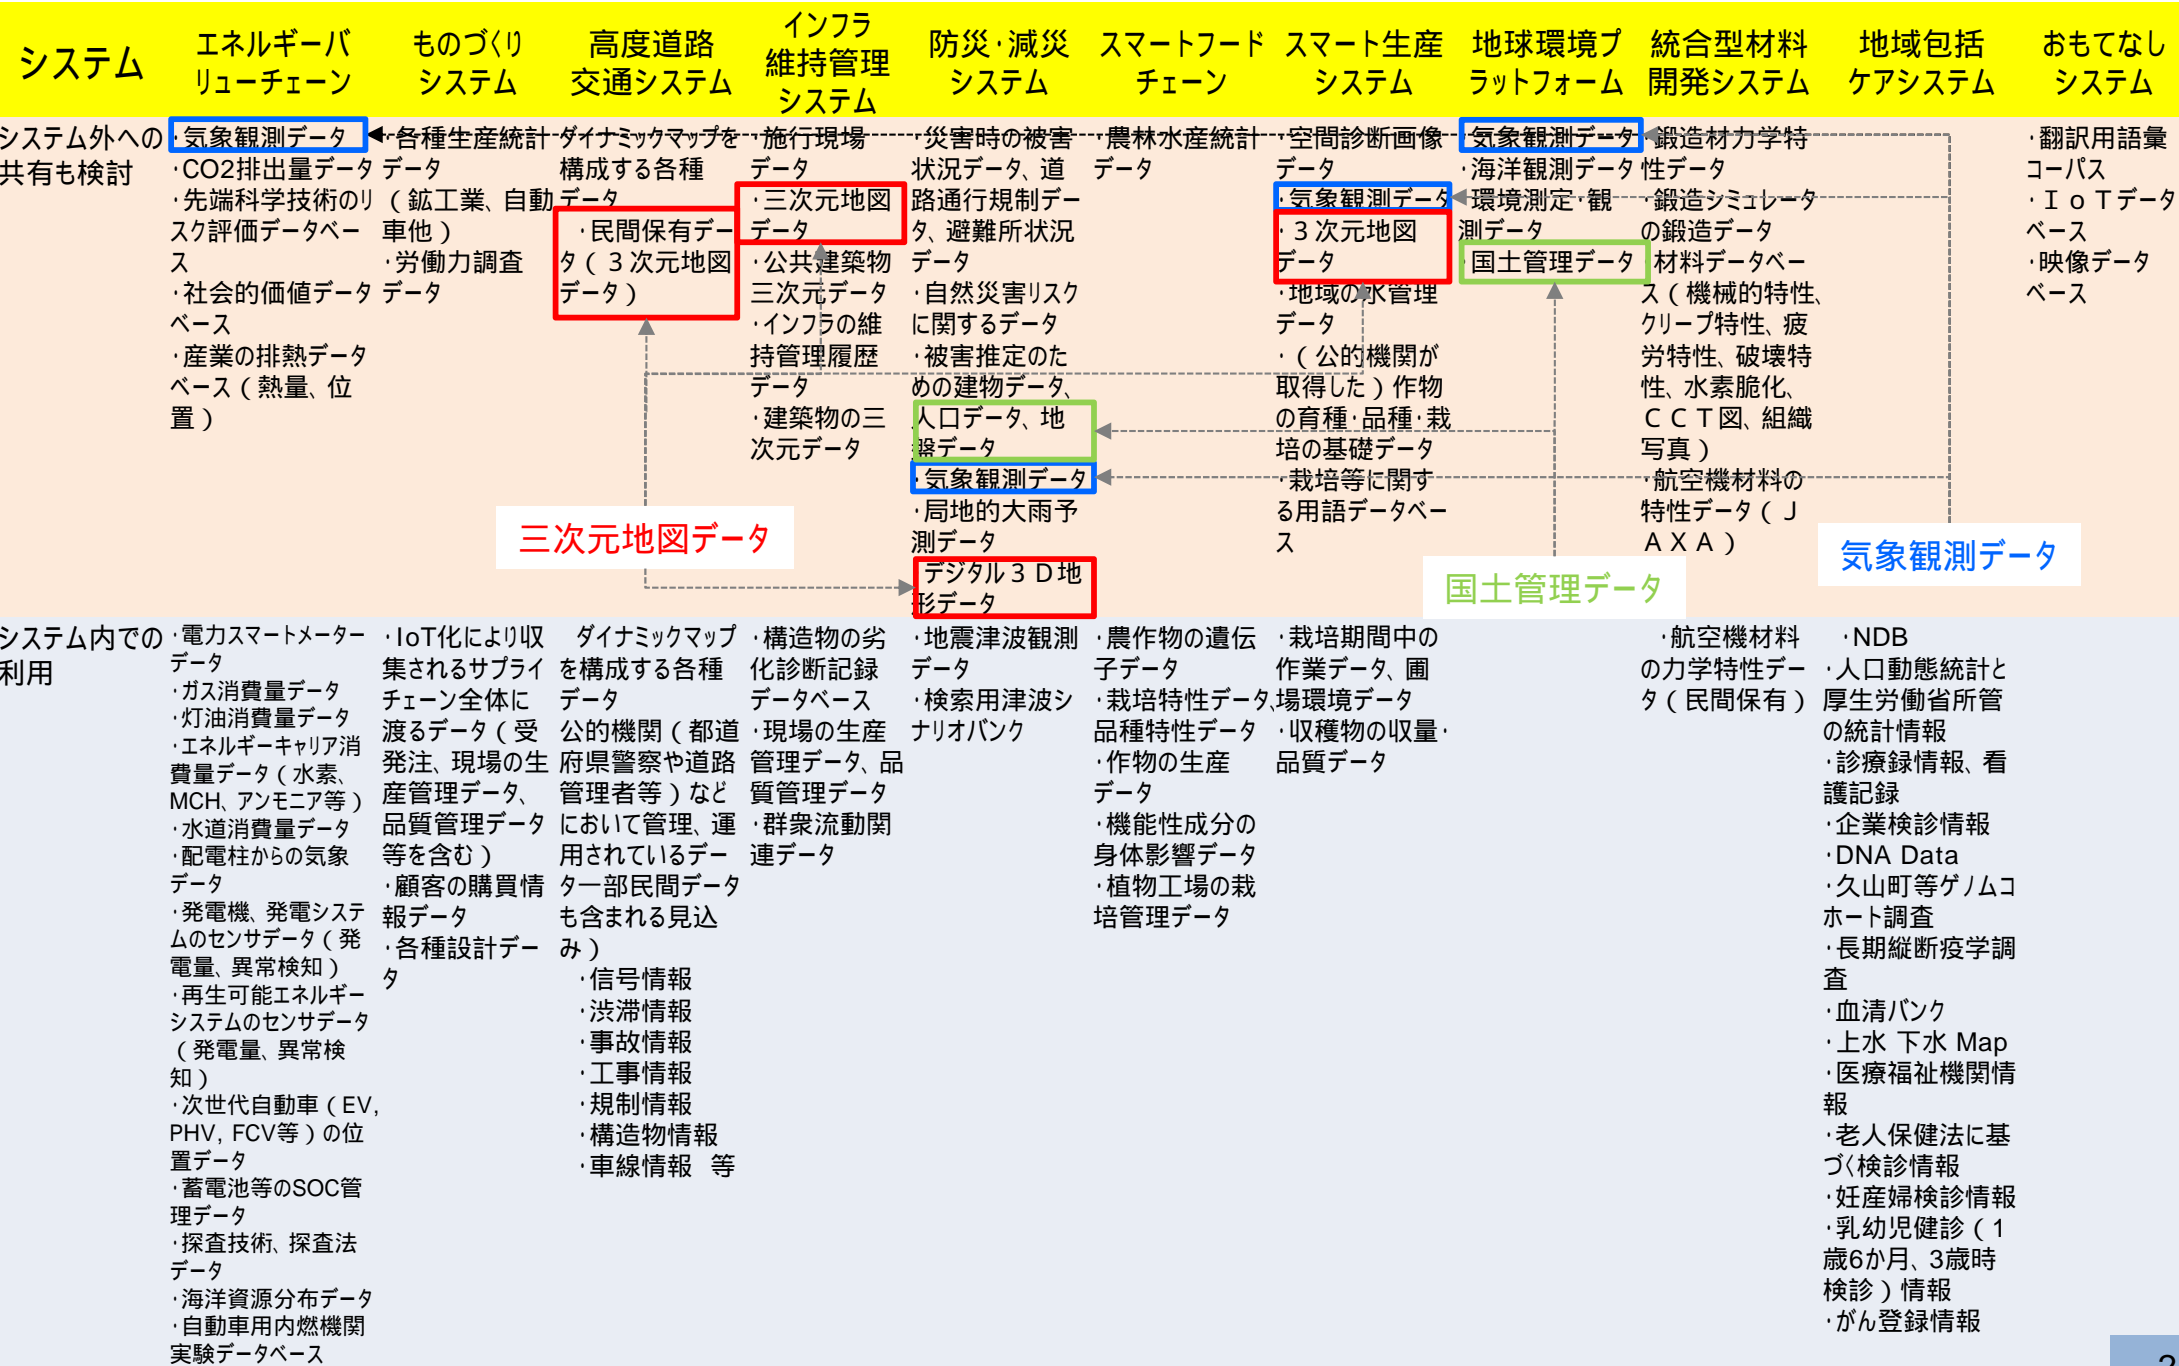 システム
エネルギーバ
リューチェーン
ものづくり
システム
高度道路
交通システム
インフラ
維持管理
システム
防災・減災
システム
スマートフード
チェーン
スマート生産
システム
地球環境プ
ラットフォーム
統合型材料
開発システム
地域包括
ケアシステム
おもてなし
システム
システム外への
共有も検討
・気象観測データ
・CO2排出量データ
・先端科学技術のリ
スク評価データベー
ス
・社会的価値データ
ベース
・産業の排熱データ
ベース（熱量、位
置）
・各種生産統計
データ
（鉱工業、自動
車他）
・労働力調査
データ
ダイナミックマップを
構成する各種
データ
・民間保有デー
タ（３次元地図
データ）
・施行現場
データ
・三次元地図
データ
・公共建築物
三次元データ
・インフラの維
持管理履歴
データ
・建築物の三
次元データ
・災害時の被害
状況データ、道
路通行規制デー
タ、避難所状況
データ
・自然災害リスク
に関するデータ
・被害推定のた
めの建物データ、
人口データ、地
盤データ
・気象観測データ
・局地的大雨予
測データ
デジタル３Ｄ地
形データ
・農林水産統計
データ
・空間診断画像
データ
・気象観測データ
・３次元地図
データ
・地域の水管理
データ
・（公的機関が
取得した）作物
の育種・品種・栽
培の基礎データ
・栽培等に関す
る用語データベー
ス
・気象観測データ
・海洋観測データ
・環境測定・観
測データ
・国土管理データ
・鍛造材力学特
性データ
・鍛造シミュレータ
の鍛造データ
・材料データベー
ス（機械的特性、
クリープ特性、疲
労特性、破壊特
性、水素脆化、
ＣＣＴ図、組織
写真）
・航空機材料の
特性データ（Ｊ
ＡＸＡ）
・翻訳用語彙
コーパス
・ＩｏＴデータ
ベース
・映像データ
ベース
三次元地図データ
国土管理データ
気象観測データ
システム内での
利用
・電力スマートメーター
データ
・ガス消費量データ
・灯油消費量データ
・エネルギーキャリア消
費量データ（水素、
MCH、アンモニア等）
・水道消費量データ
・配電柱からの気象
データ
・発電機、発電システ
ムのセンサデータ（発
電量、異常検知）
・再生可能エネルギー
システムのセンサデータ
（発電量、異常検
知）
・次世代自動車（EV,
PHV, FCV等）の位
置データ
・蓄電池等のSOC管
理データ
・探査技術、探査法
データ
・海洋資源分布データ
・自動車用内燃機関
実験データベース
・IoT化により収
集されるサプライ
チェーン全体に
渡るデータ（受
発注、現場の生
産管理データ、
品質管理データ
等を含む）
・顧客の購買情
報データ
・各種設計デー
タ
ダイナミックマップ
を構成する各種
データ
公的機関（都道
府県警察や道路
管理者等）など
において管理、運
用されているデー
タ一部民間データ
も含まれる見込
み）
・信号情報
・渋滞情報
・事故情報
・工事情報
・規制情報
・構造物情報
・車線情報　等
・構造物の劣
化診断記録
データベース
・現場の生産
管理データ、品
質管理データ
・群衆流動関
連データ
・地震津波観測
データ
・検索用津波シ
ナリオバンク
・農作物の遺伝
子データ
・栽培特性データ、
品種特性データ
・作物の生産
データ
・機能性成分の
身体影響データ
・植物工場の栽
培管理データ
・栽培期間中の
作業データ、圃
場環境データ
・収穫物の収量・
品質データ
・航空機材料
の力学特性デー
タ（民間保有）
・NDB
・人口動態統計と
厚生労働省所管
の統計情報
・診療録情報、看
護記録
・企業検診情報
・DNA Data
・久山町等ゲノムコ
ホート調査
・長期縦断疫学調
査
・血清バンク
・上水 下水 Map
・医療福祉機関情
報
・老人保健法に基
づく検診情報
・妊産婦検診情報
・乳幼児健診（1
歳6か月、3歳時
検診）情報
・がん登録情報